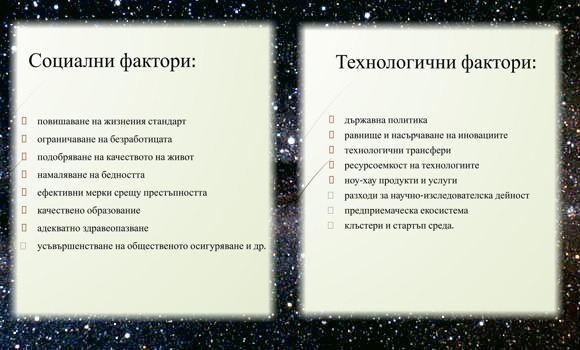 Социални фактори:
повишаване на жизнения стандарт
ограничаване на безработицата
подобряване на качеството на живот
намаляване на бедността
ефективни мерки срещу престъпността
качествено образование
адекватно здравеопазване
усъвършенстване на общественото осигуряване и др.
Технологични фактори:
държавна политика
равнище и насърчаване на иновациите
технологични трансфери
ресурсоемкост на технологиите
ноу-хау продукти и услуги
разходи за научно-изследователска дейност
предприемаческа екосистема
клъстери и стартъп среда.